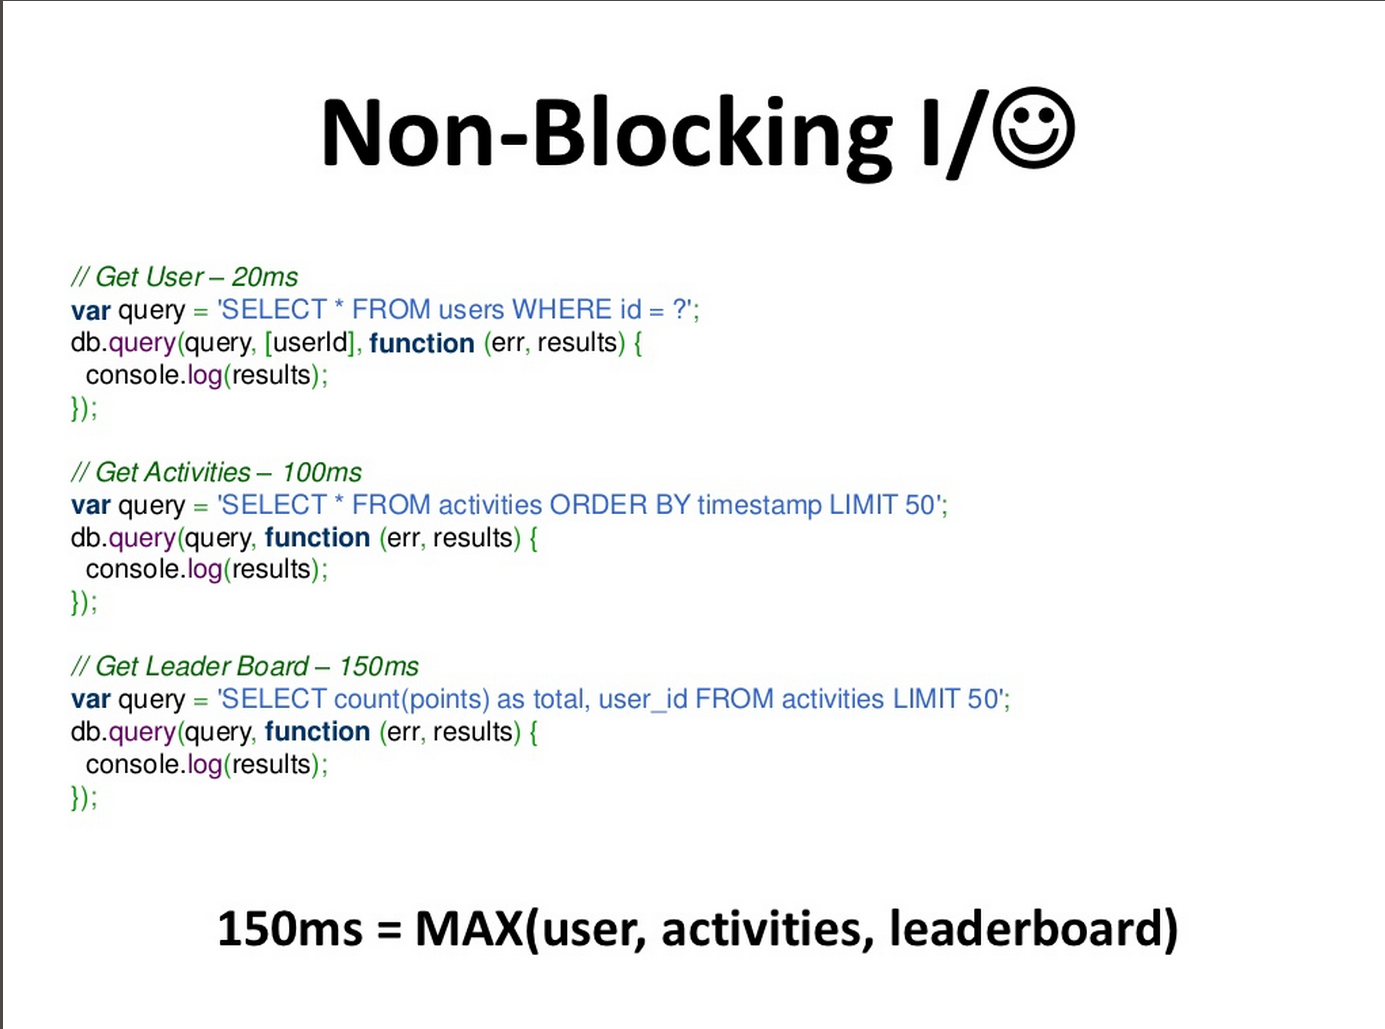 Non-Blocking I/☺
// Get User – 20ms
var query = 'SELECT * FROM users WHERE id = ?';
db.query(query, [userId], function (err, results) {
  console.log(results);
});
// Get Activities – 100ms
var query = 'SELECT * FROM activities ORDER BY timestamp LIMIT 50';
db.query(query, function (err, results) {
  console.log(results);
});
// Get Leader Board – 150ms
var query = 'SELECT count(points) as total, user_id FROM activities LIMIT 50';
db.query(query, function (err, results) {
  console.log(results);
});
150ms = MAX(user, activities, leaderboard)